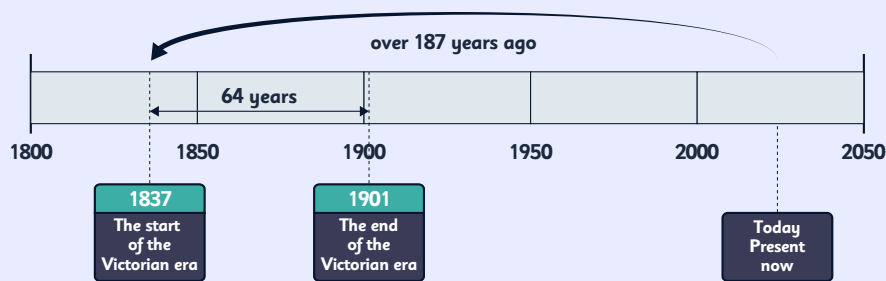 over 187 years ago
64 years
1800 1850 1900 1950 2000 2050
1837
The start
of the
Victorian era
1901
The end
of the
Victorian era
Today
Present
now